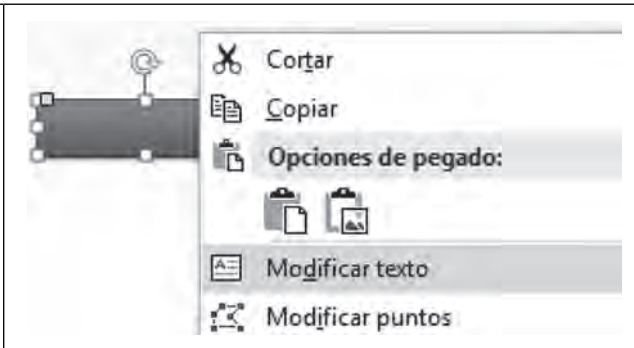 Cortar
Copiar
Opciones de pegado:
Modificar texto
Modificar puntos